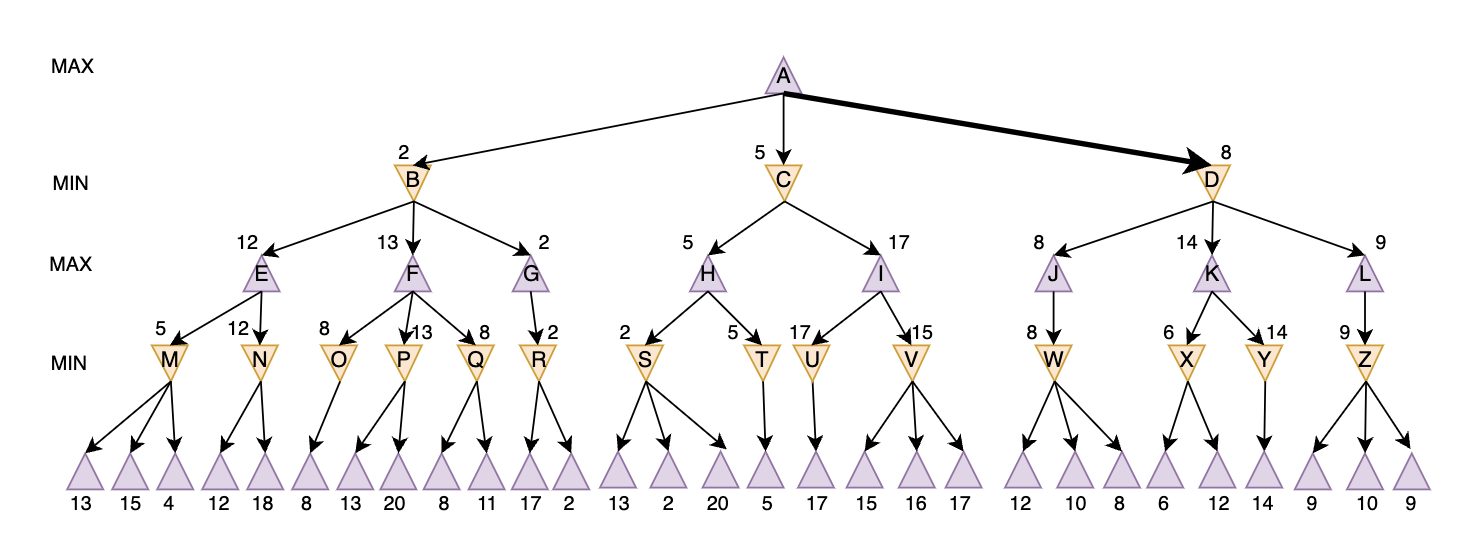 MAX A
2 5 8
MIN B C D
12 13 2 5 17 8 14 9
MAX E F G H I J K L
5 12 8 13 8 2 2 5 17 15 8 6 14 9
MIN M N O P Q R S T U V W X Y Z
13 15 4 12 18 8 13 20 8 11 17 2 13 2 20 5 17 15 16 17 12 10 8 6 12 14 9 10 9